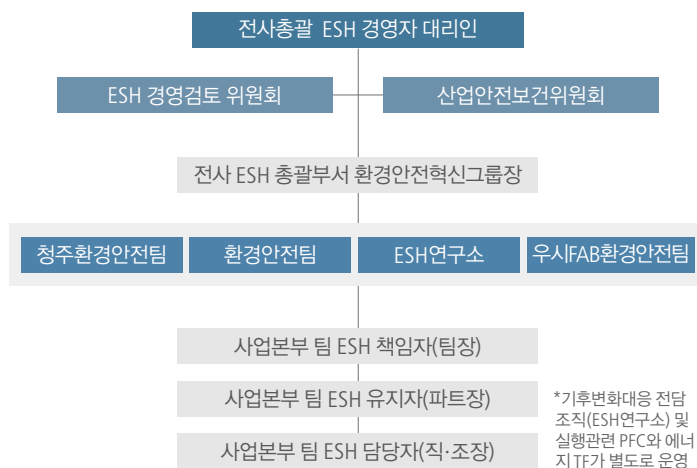 전사총괄 ESH 경영자 대리인
ESH 경영검토 위원회
산업안전보건위원회
전사 ESH 총괄부서 환경안전혁신그룹장
청주환경안전팀
환경안전팀
ESH연구소
우시FAB환경안전팀
사업본부 팀 ESH 책임자(팀장)
사업본부 팀 ESH 유지자(파트장)
사업본부 팀 ESH 담당자(직·조장)
*기후변화대응 전담
조직(ESH연구소) 및
실행관련 PFC와 에너
지 TF가 별도로 운영